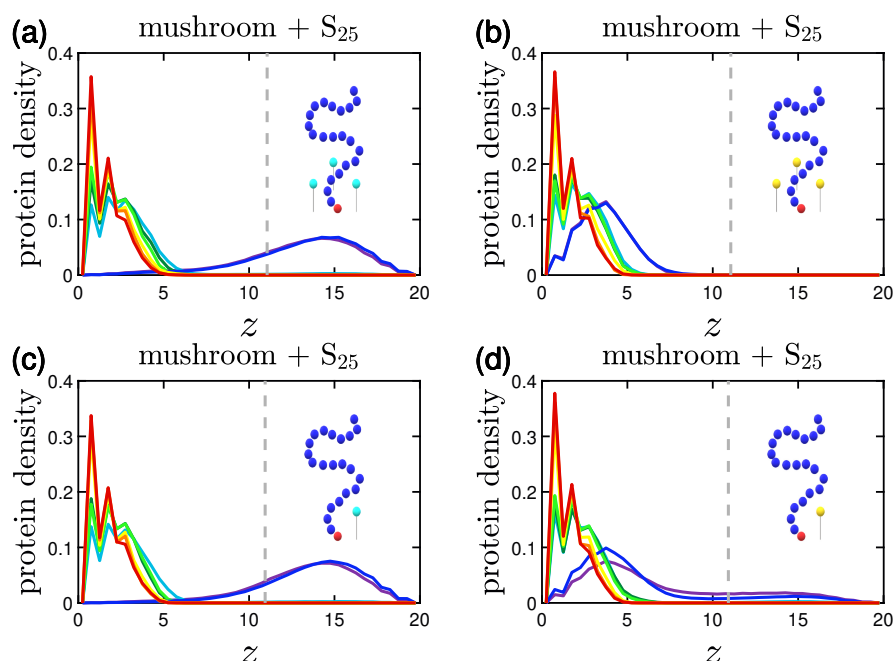 (a) mushroom + S₂₅
protein density
0.4
0.3
0.2
0.1
0
0 5 10 15 20
z
(b) mushroom + S₂₅
protein density
0.4
0.3
0.2
0.1
0
0 5 10 15 20
z
(c) mushroom + S₂₅
protein density
0.4
0.3
0.2
0.1
0
0 5 10 15 20
z
(d) mushroom + S₂₅
protein density
0.4
0.3
0.2
0.1
0
0 5 10 15 20
z